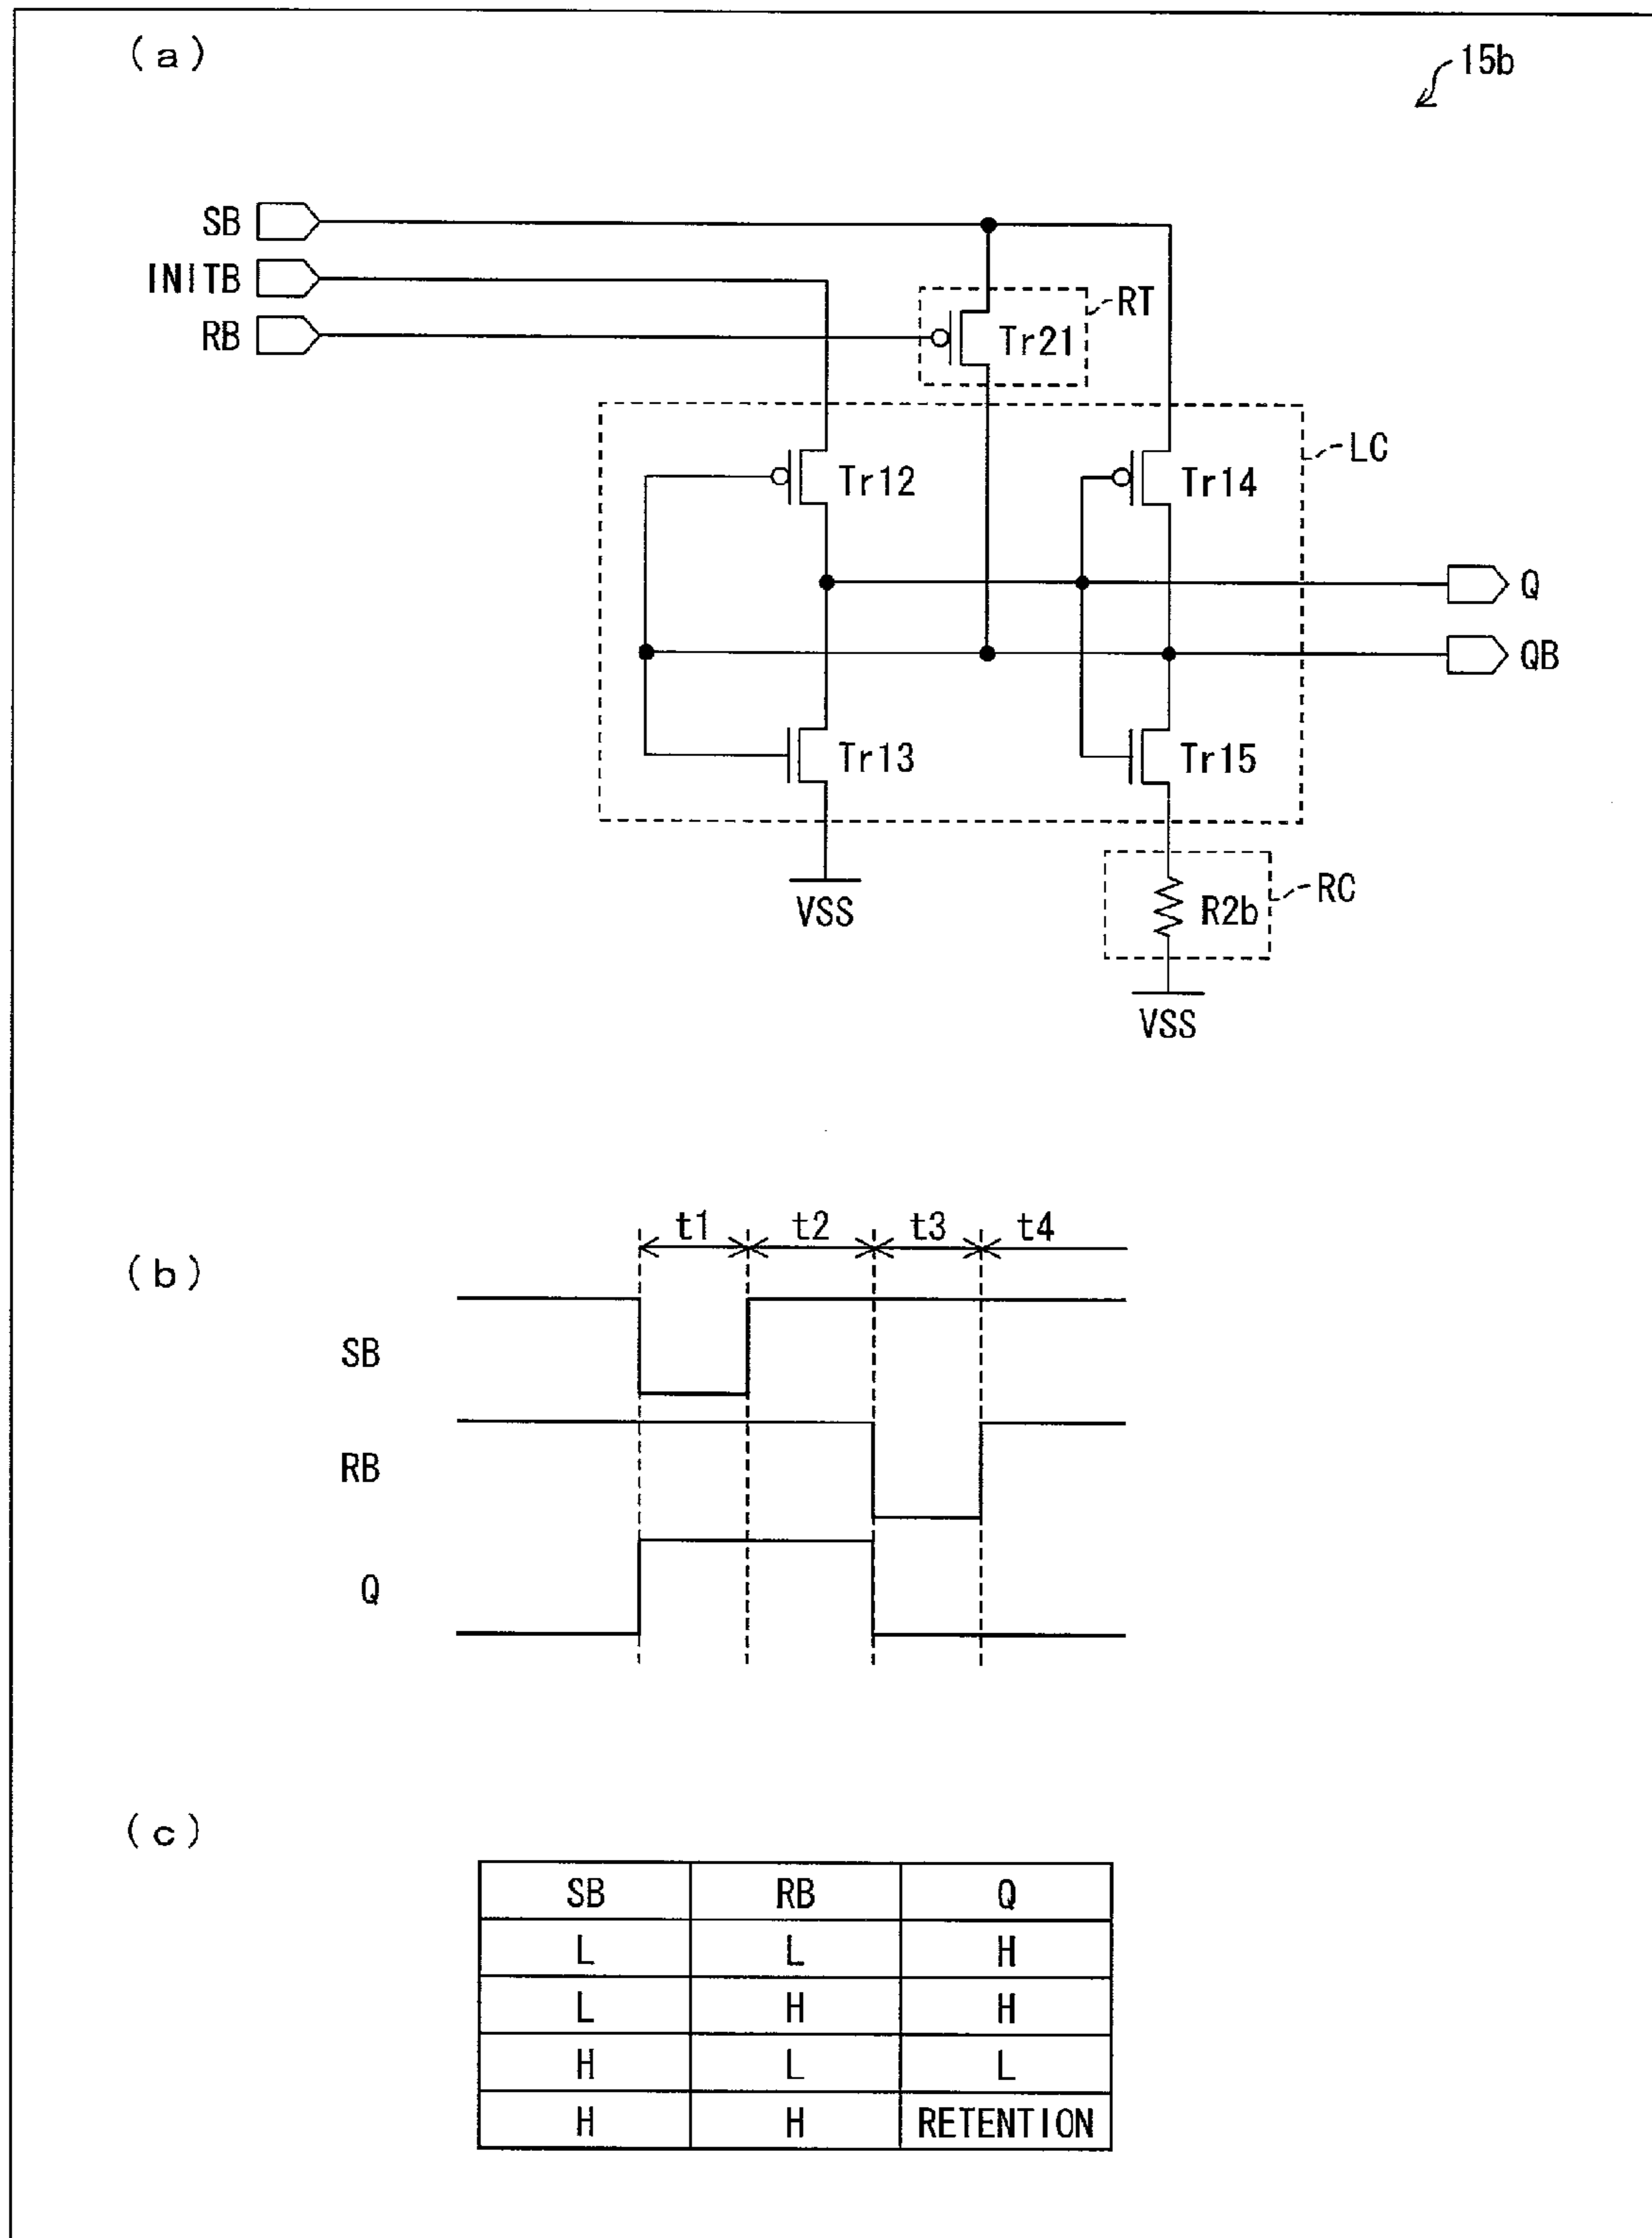 (a)
15b
SB
INITB
RB
RT
Tr21
LC
Tr12
Tr14
Q
QB
Tr13
Tr15
VSS
R2b
RC
VSS
(b)
t1 t2 t3 t4
SB
RB
Q
(c)
SB RB Q
L L H
L H H
H L L
H H RETENTION